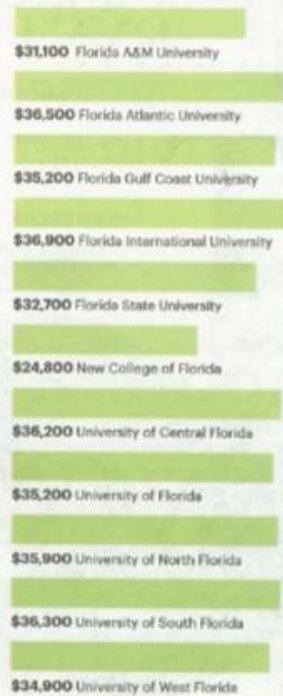 $31,100 Florida A&M University
$36,500 Florida Atlantic University
$35,200 Florida Gulf Coast University
$36,900 Florida International University
$32,700 Florida State University
$24,800 New College of Florida
$36,200 University of Central Florida
$35,200 University of Florida
$35,900 University of North Florida
$36,300 University of South Florida
$34,900 University of West Florida